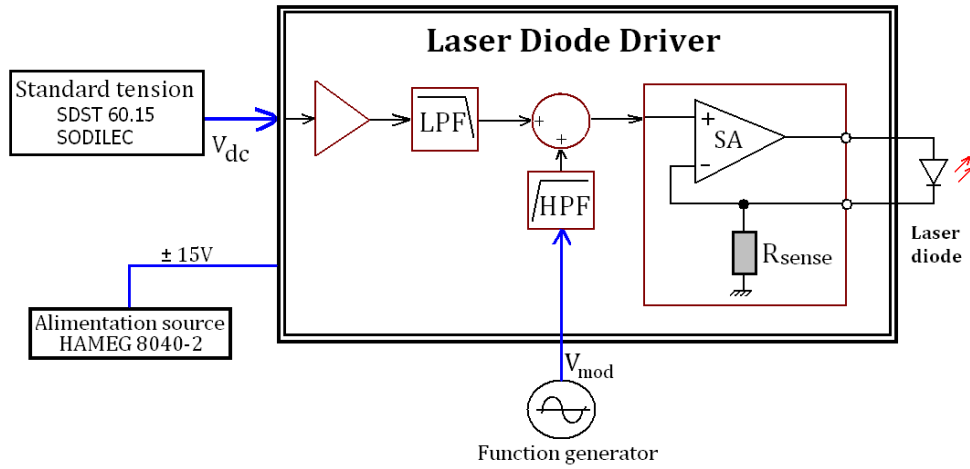 Laser Diode Driver
Standard tension
SDST 60.15
SODILEC
Vdc
LPF
+
+
HPF
+
SA
-
Rsense
Laser
diode
± 15V
Alimentation source
HAMEG 8040-2
Vmod
Function generator